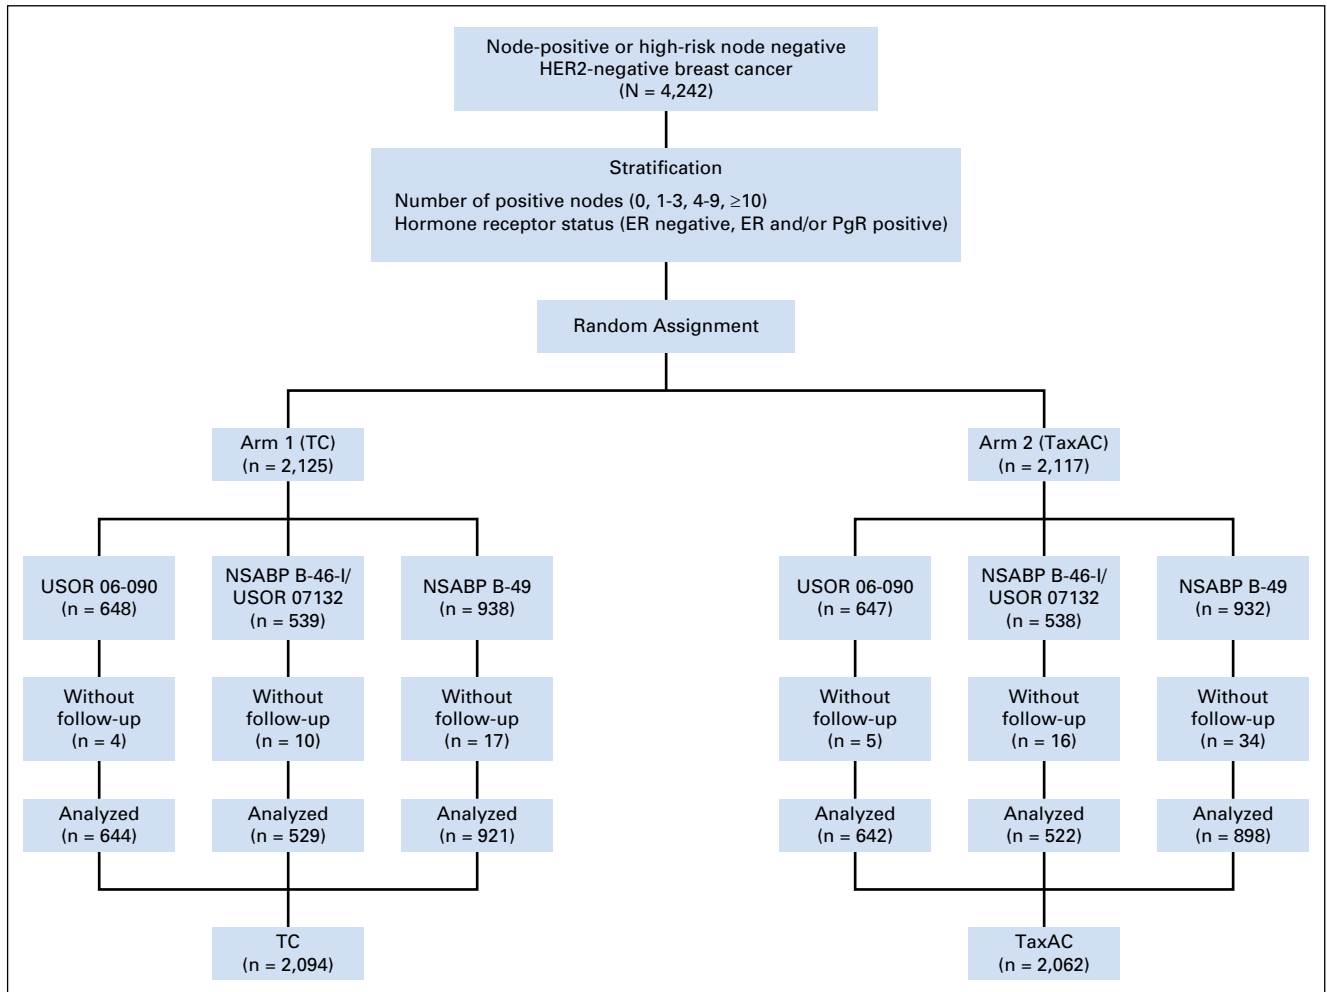 Node-positive or high-risk node negative
HER2-negative breast cancer
(N = 4,242)
Stratification
Number of positive nodes (0, 1-3, 4-9, ≥10)
Hormone receptor status (ER negative, ER and/or PgR positive)
Random Assignment
Arm 1 (TC)
(n = 2,125)
Arm 2 (TaxAC)
(n = 2,117)
USOR 06-090
(n = 648)
NSABP B-46-I/
USOR 07132
(n = 539)
NSABP B-49
(n = 938)
USOR 06-090
(n = 647)
NSABP B-46-I/
USOR 07132
(n = 538)
NSABP B-49
(n = 932)
Without
follow-up
(n = 4)
Without
follow-up
(n = 10)
Without
follow-up
(n = 17)
Without
follow-up
(n = 5)
Without
follow-up
(n = 16)
Without
follow-up
(n = 34)
Analyzed
(n = 644)
Analyzed
(n = 529)
Analyzed
(n = 921)
Analyzed
(n = 642)
Analyzed
(n = 522)
Analyzed
(n = 898)
TC
(n = 2,094)
TaxAC
(n = 2,062)